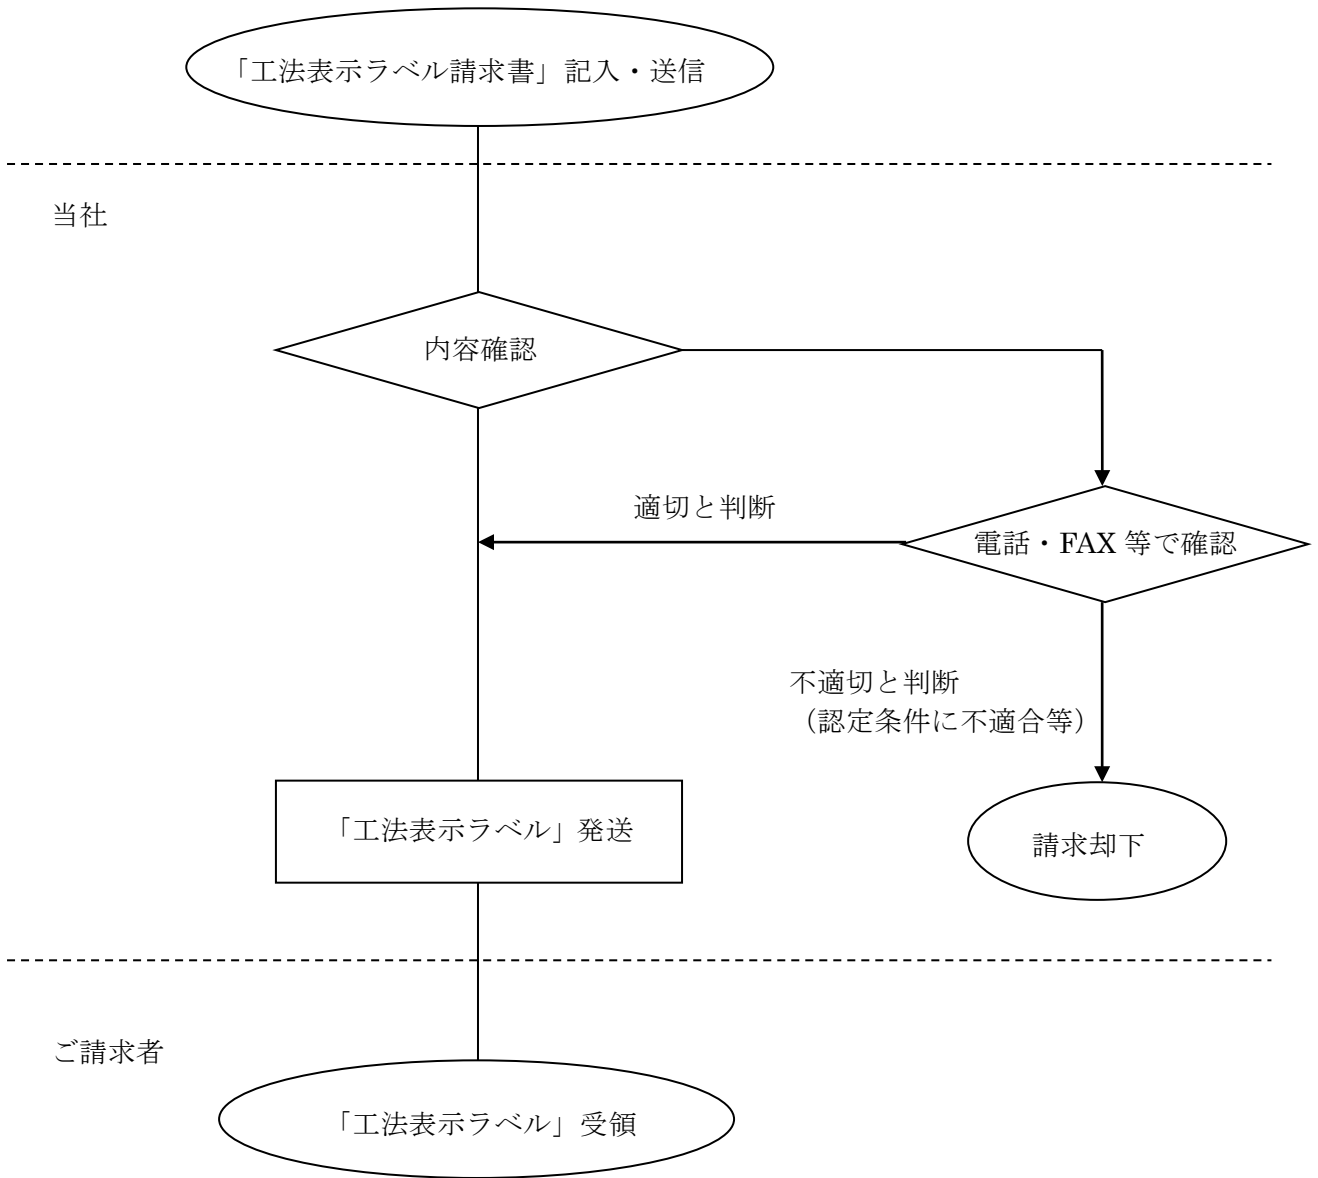 「工法表示ラベル請求書」記入・送信
当社
内容確認
適切と判断
電話・FAX 等で確認
不適切と判断
（認定条件に不適合等）
「工法表示ラベル」発送
請求却下
ご請求者
「工法表示ラベル」受領